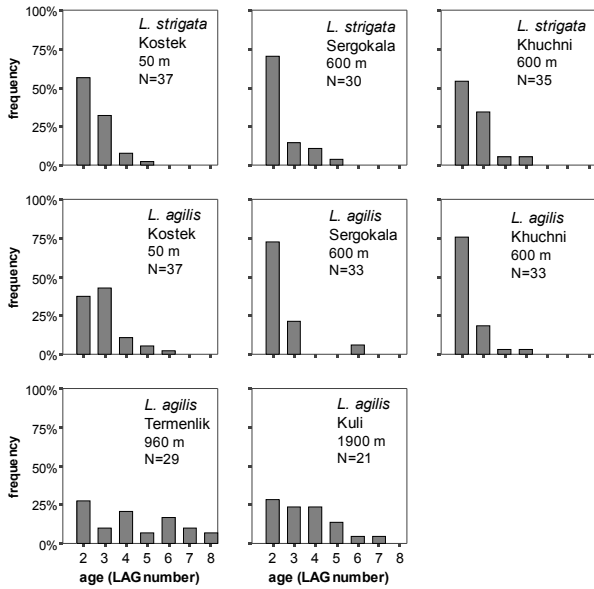 100%
75%
50%
25%
0%
frequency
L. strigata
Kostek
50 m
N=37
L. strigata
Sergokala
600 m
N=30
L. strigata
Khuchni
600 m
N=35
100%
75%
50%
25%
0%
frequency
L. agilis
Kostek
50 m
N=37
L. agilis
Sergokala
600 m
N=33
L. agilis
Khuchni
600 m
N=33
100%
75%
50%
25%
0%
frequency
L. agilis
Termenlik
960 m
N=29
2 3 4 5 6 7 8
age (LAG number)
L. agilis
Kuli
1900 m
N=21
2 3 4 5 6 7 8
age (LAG number)